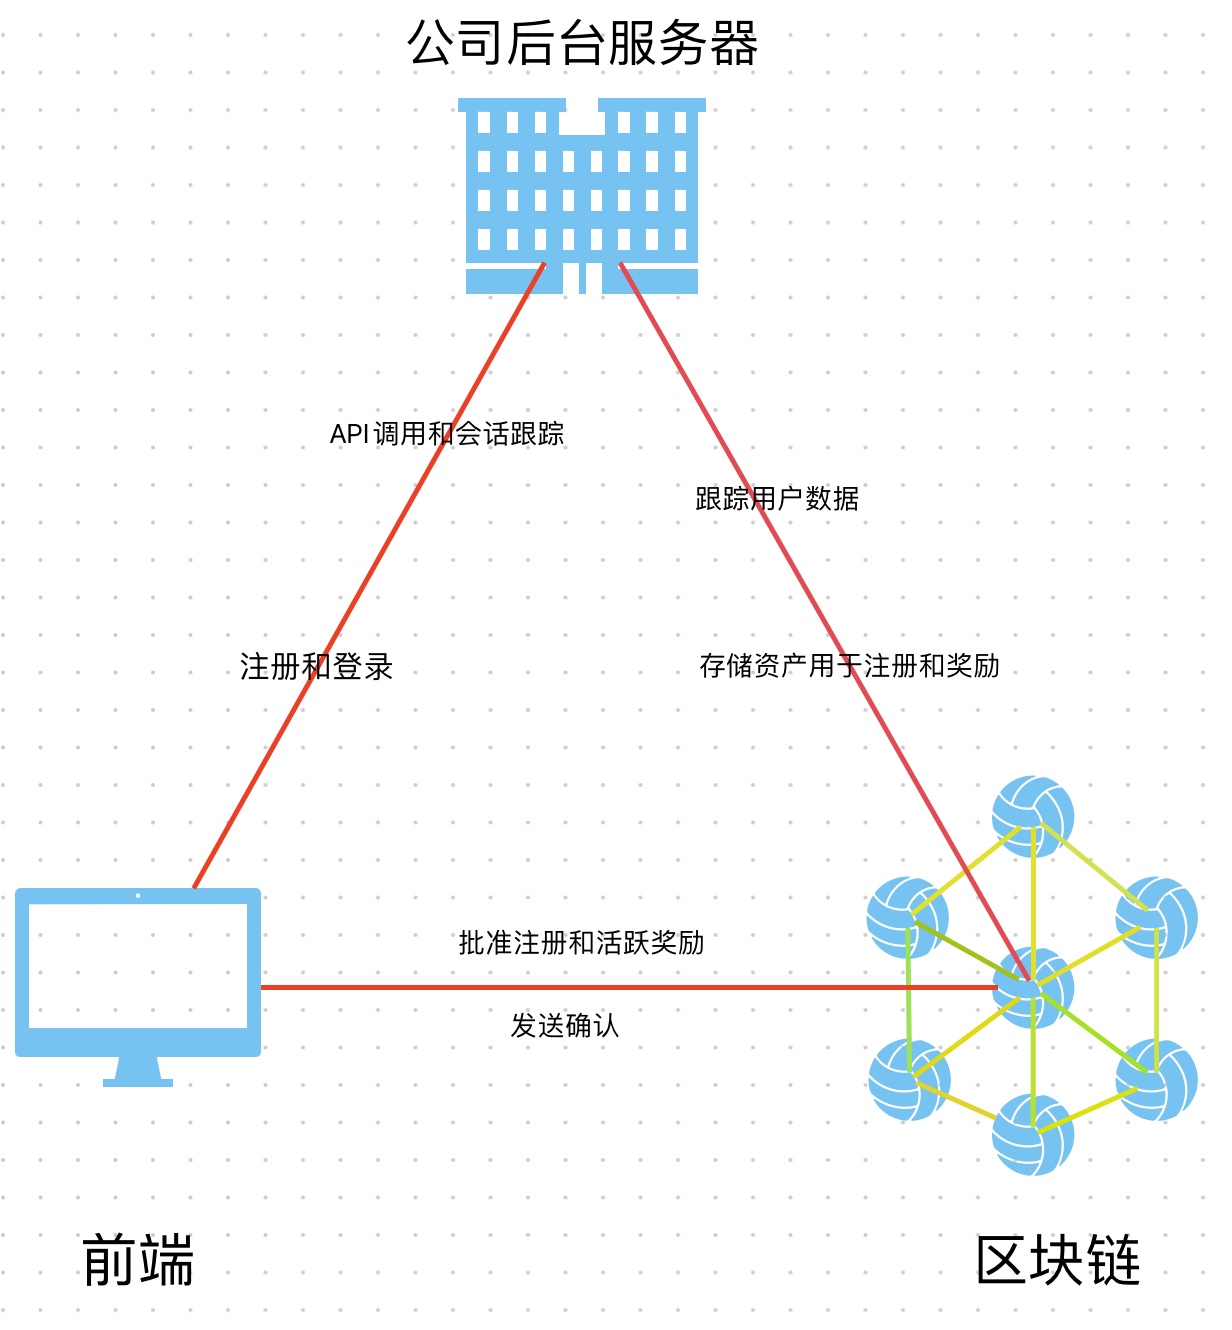 公司后台服务器
API调用和会话跟踪
跟踪用户数据
注册和登录
存储资产用于注册和奖励
批准注册和活跃奖励
发送确认
前端
区块链